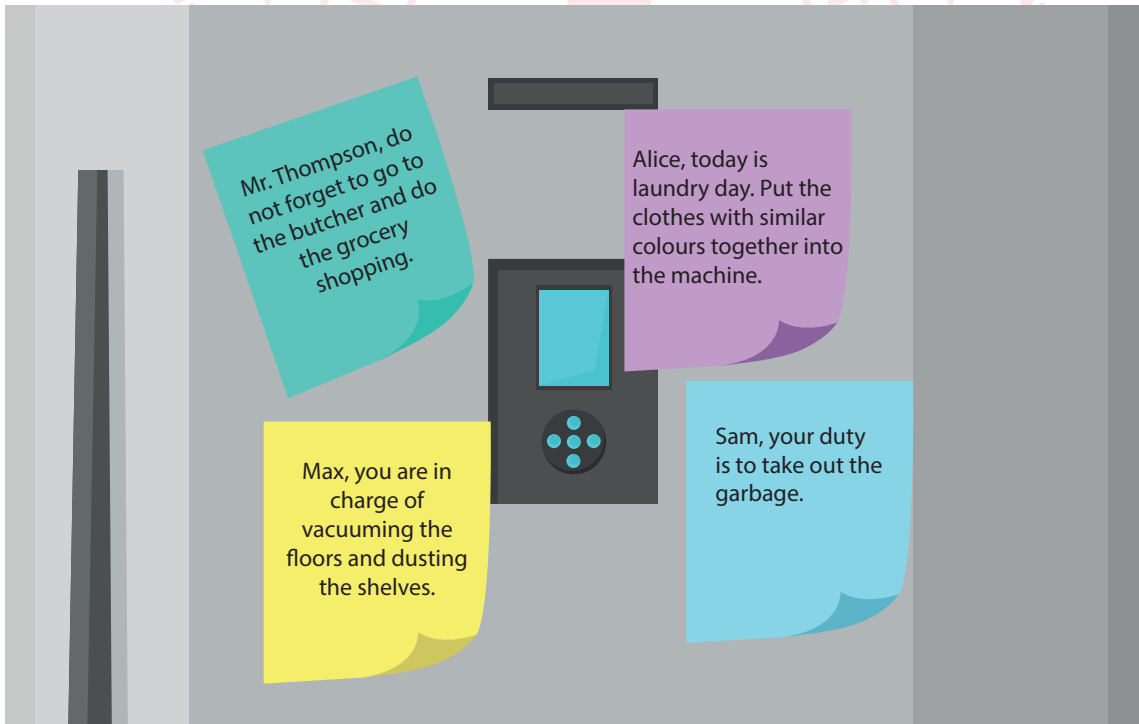 Mr. Thompson, do
not forget to go to
the butcher and do
the grocery
shopping.
Alice, today is
laundry day. Put the
clothes with similar
colours together into
the machine.
Max, you are in
charge of
vacuuming the
floors and dusting
the shelves.
Sam, your duty
is to take out the
garbage.